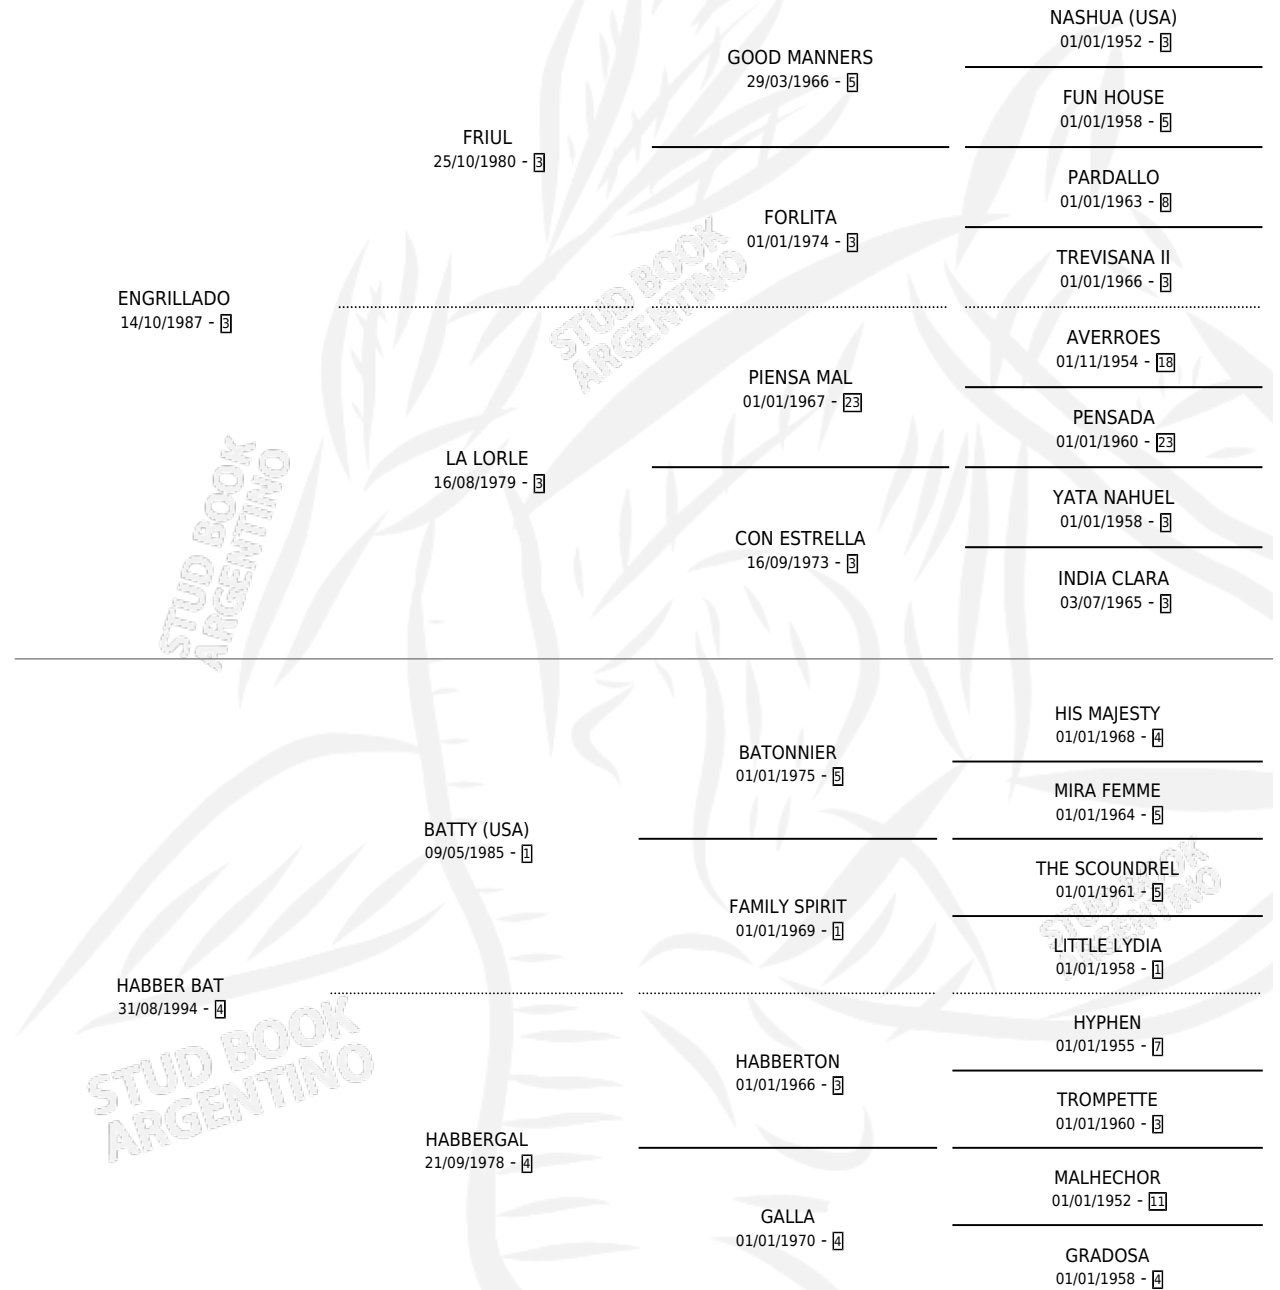 NASHUA (USA)
01/01/1952 - 3
GOOD MANNERS
29/03/1966 - 5
FUN HOUSE
01/01/1958 - 5
FRIUL
25/10/1980 - 3
PARDALLO
01/01/1963 - 8
FORLITA
01/01/1974 - 3
TREVISANA II
01/01/1966 - 3
ENGRILLADO
14/10/1987 - 3
AVERROES
01/11/1954 - 18
PIENSA MAL
01/01/1967 - 23
PENSADA
01/01/1960 - 23
LA LORLE
16/08/1979 - 3
YATA NAHUEL
01/01/1958 - 3
CON ESTRELLA
16/09/1973 - 3
INDIA CLARA
03/07/1965 - 3
HIS MAJESTY
01/01/1968 - 4
BATONNIER
01/01/1975 - 5
MIRA FEMME
01/01/1964 - 5
BATTY (USA)
09/05/1985 - 1
THE SCOUNDREL
01/01/1961 - 5
FAMILY SPIRIT
01/01/1969 - 1
LITTLE LYDIA
01/01/1958 - 1
HABBER BAT
31/08/1994 - 4
HYPHEN
01/01/1955 - 7
HABBERTON
01/01/1966 - 3
TROMPETTE
01/01/1960 - 3
HABBERGAL
21/09/1978 - 4
MALHECHOR
01/01/1952 - 11
GALLA
01/01/1970 - 4
GRADOSA
01/01/1958 - 4
STUD BOOK
ARGENTINO
STUD BOOK
ARGENTINO
STUD BOOK
ARGENTINO
STUD BOOK
ARGENTINO